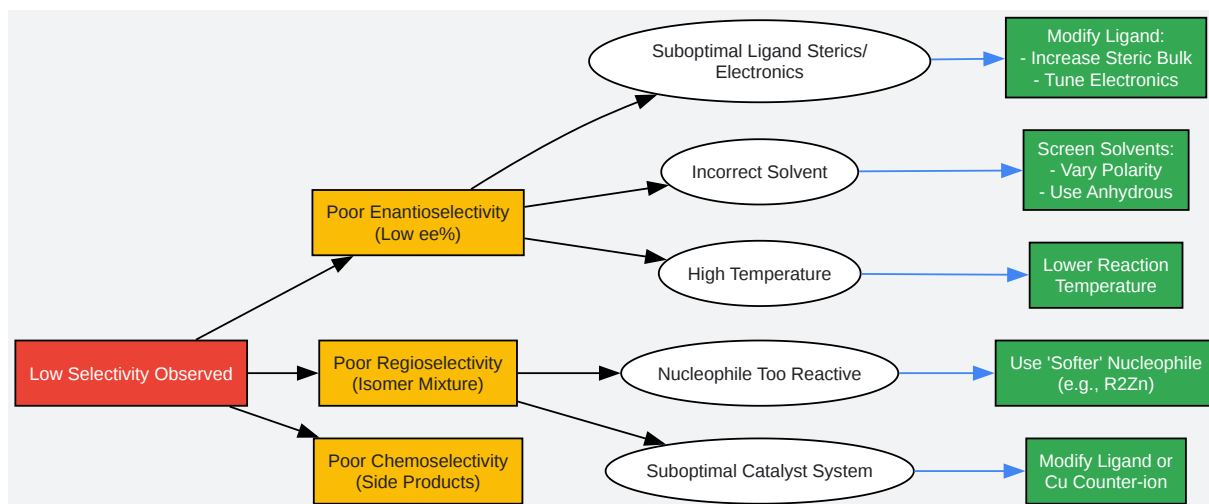 Low Selectivity Observed
Poor Enantioselectivity
(Low ee%)
Suboptimal Ligand Sterics/
Electronics
Modify Ligand:
- Increase Steric Bulk
- Tune Electronics
Incorrect Solvent
Screen Solvents:
- Vary Polarity
- Use Anhydrous
High Temperature
Lower Reaction
Temperature
Poor Regioselectivity
(Isomer Mixture)
Nucleophile Too Reactive
Use 'Softer' Nucleophile
(e.g., R2Zn)
Suboptimal Catalyst System
Modify Ligand or
Cu Counter-ion
Poor Chemoselectivity
(Side Products)